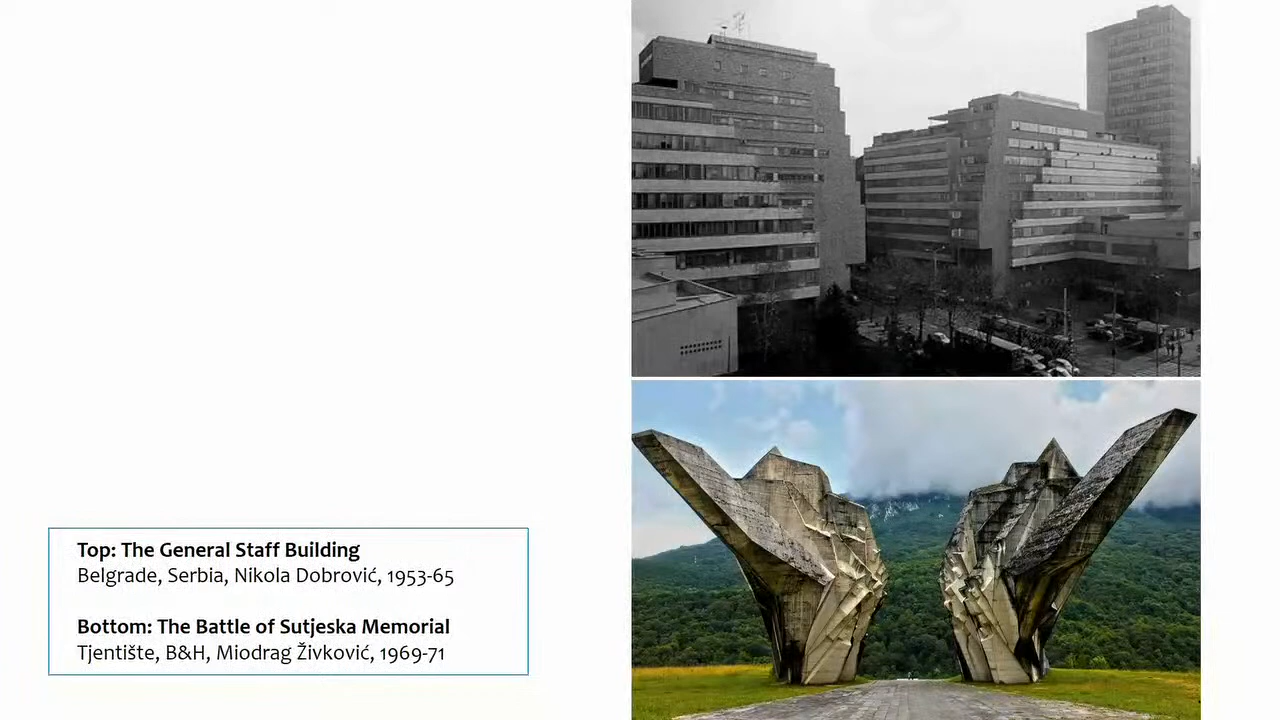 Top: The General Staff Building
Belgrade, Serbia, Nikola Dobrović, 1953-65
Bottom: The Battle of Sutjeska Memorial
Tjentište, B&H, Miodrag Živković, 1969-71